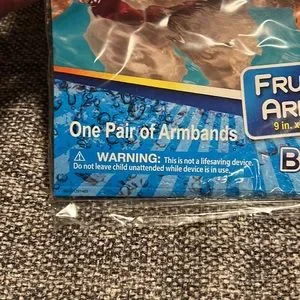 FRU
AR
9 in. x
One Pair of Armbands
B
WARNING: This is not a lifesaving device
Do not leave child unattended while device is in use.